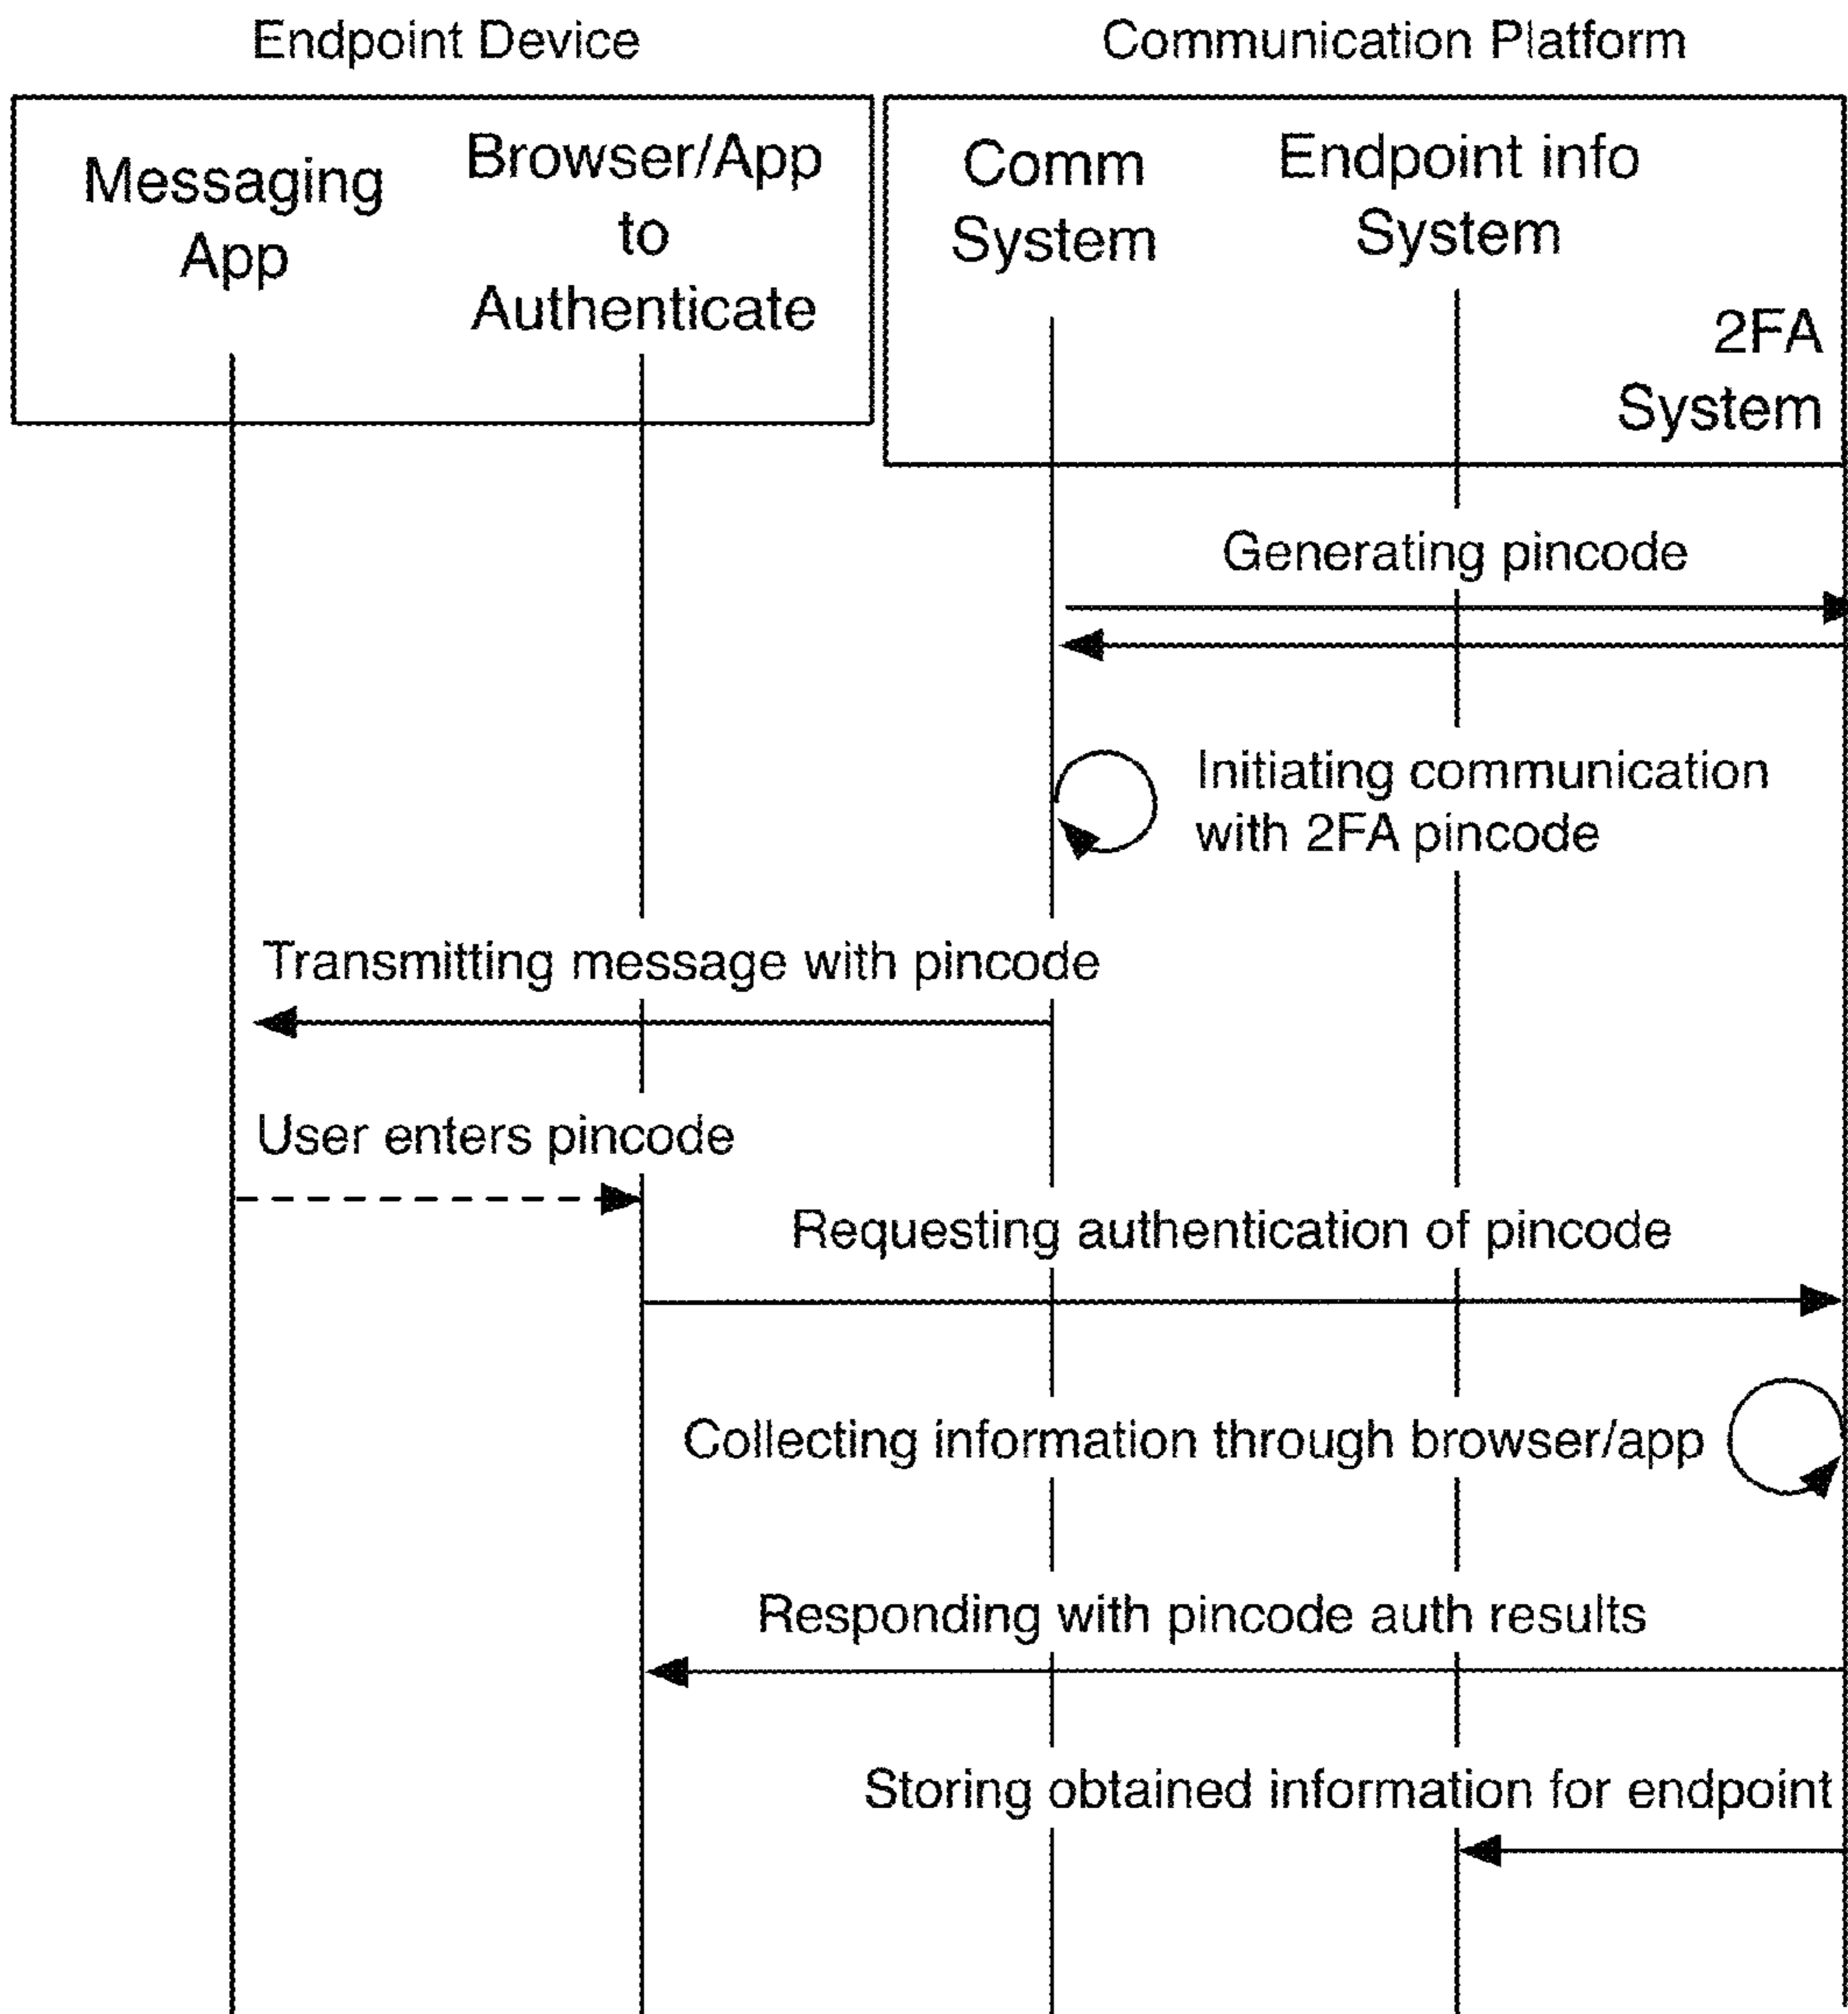 Endpoint Device
Communication Platform
Messaging
App
Browser/App
to
Authenticate
Comm
System
Endpoint info
System
2FA
System
Generating pincode
Initiating communication
with 2FA pincode
Transmitting message with pincode
User enters pincode
Requesting authentication of pincode
Collecting information through browser/app
Responding with pincode auth results
Storing obtained information for endpoint